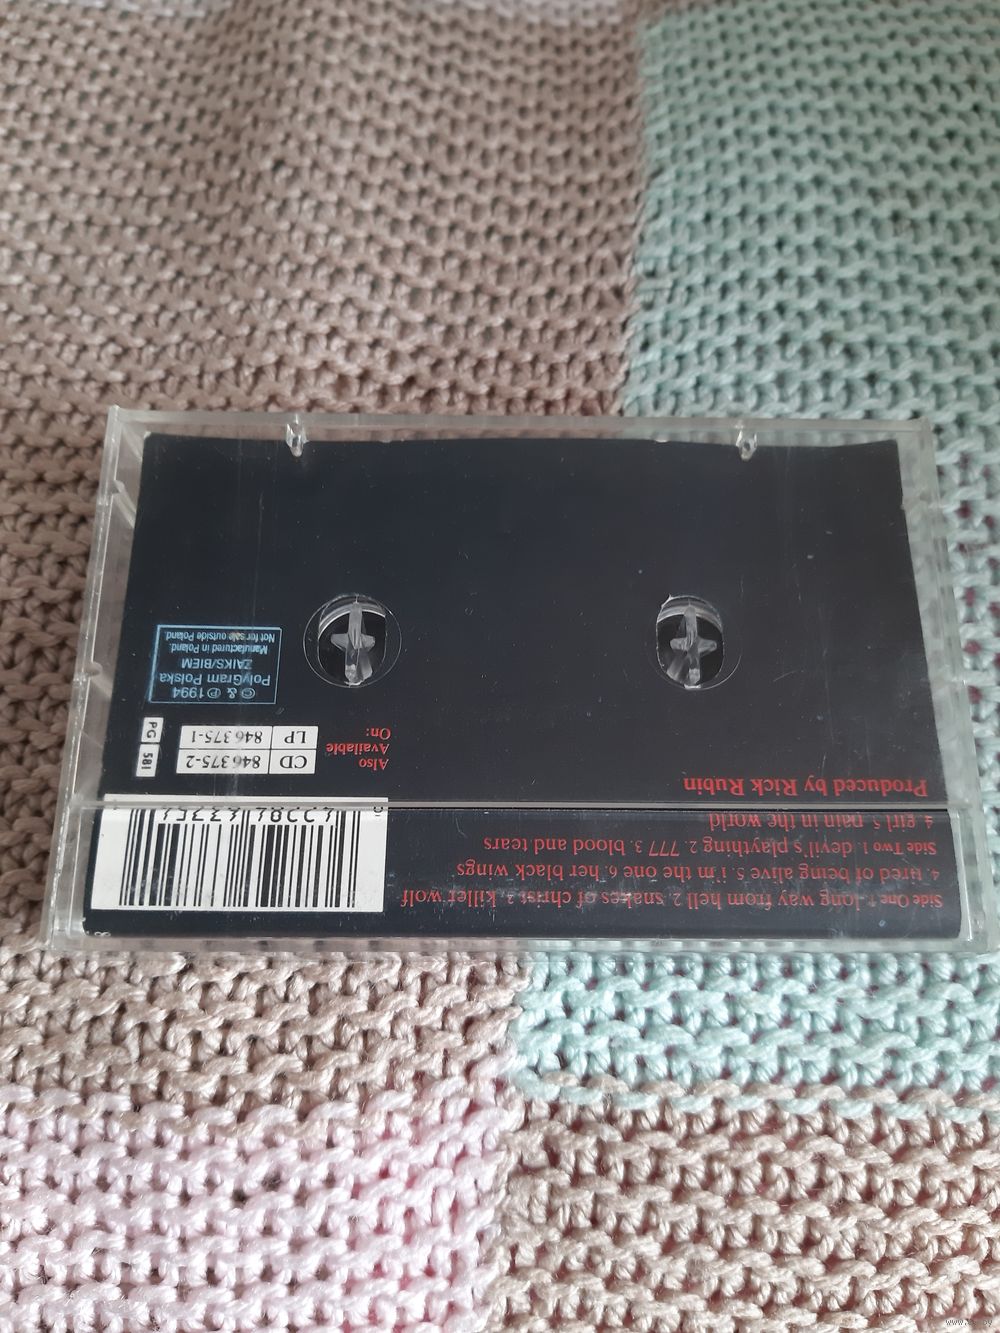 Side One 1. long way from hell 2. snakes of christ 3. killer wolf
4. tired of being alive 5. i'm the one 6. her black wings
Side Two 1. devil's plaything 2. 777 3. blood and tears
4. girl 5. pain in the world
Produced by Rick Rubin
Also
Available
On:
CD 846 375-2
LP 846 375-1
PG 581
© & ℗ 1994
PolyGram Polska
ZAIKS/BIEM
Manufactured in Poland.
Not for sale outside Poland.